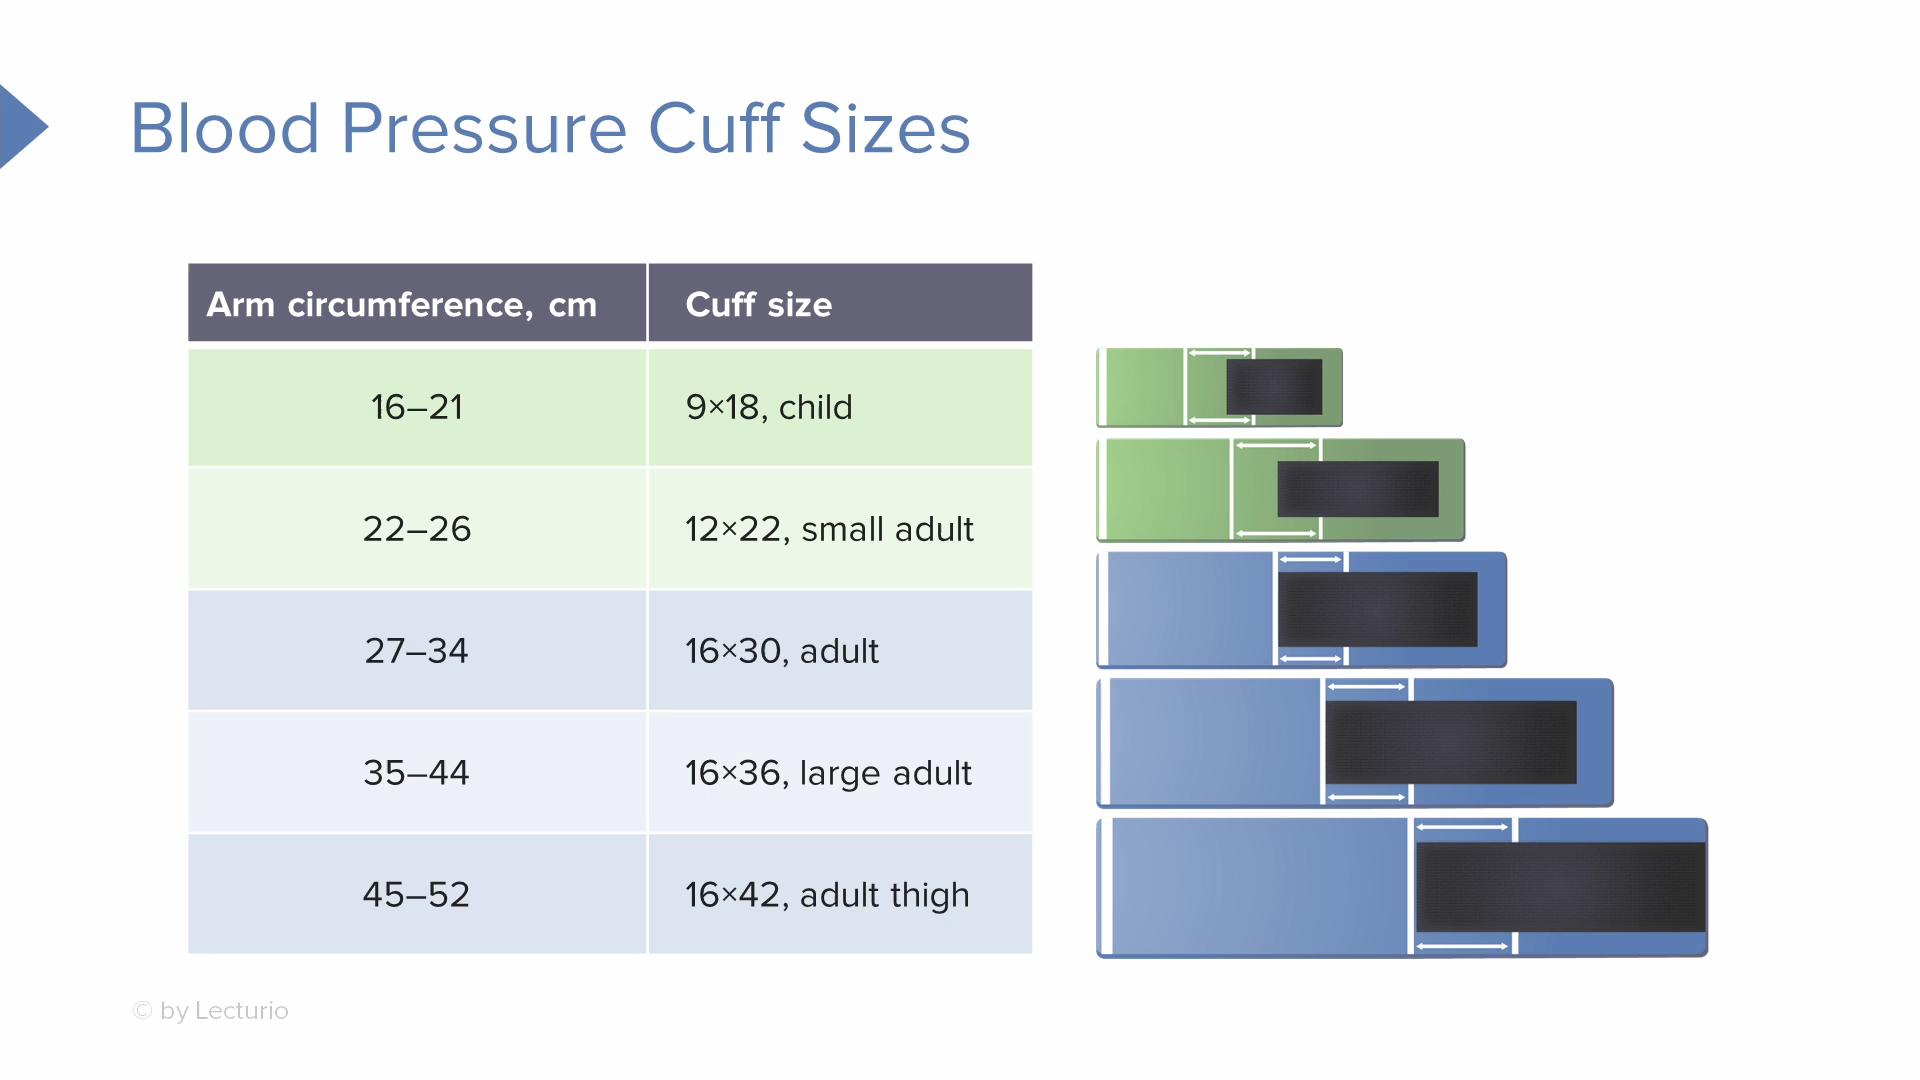 Blood Pressure Cuff Sizes
Arm circumference, cm Cuff size
16–21 9×18, child
22–26 12×22, small adult
27–34 16×30, adult
35–44 16×36, large adult
45–52 16×42, adult thigh
© by Lecturio